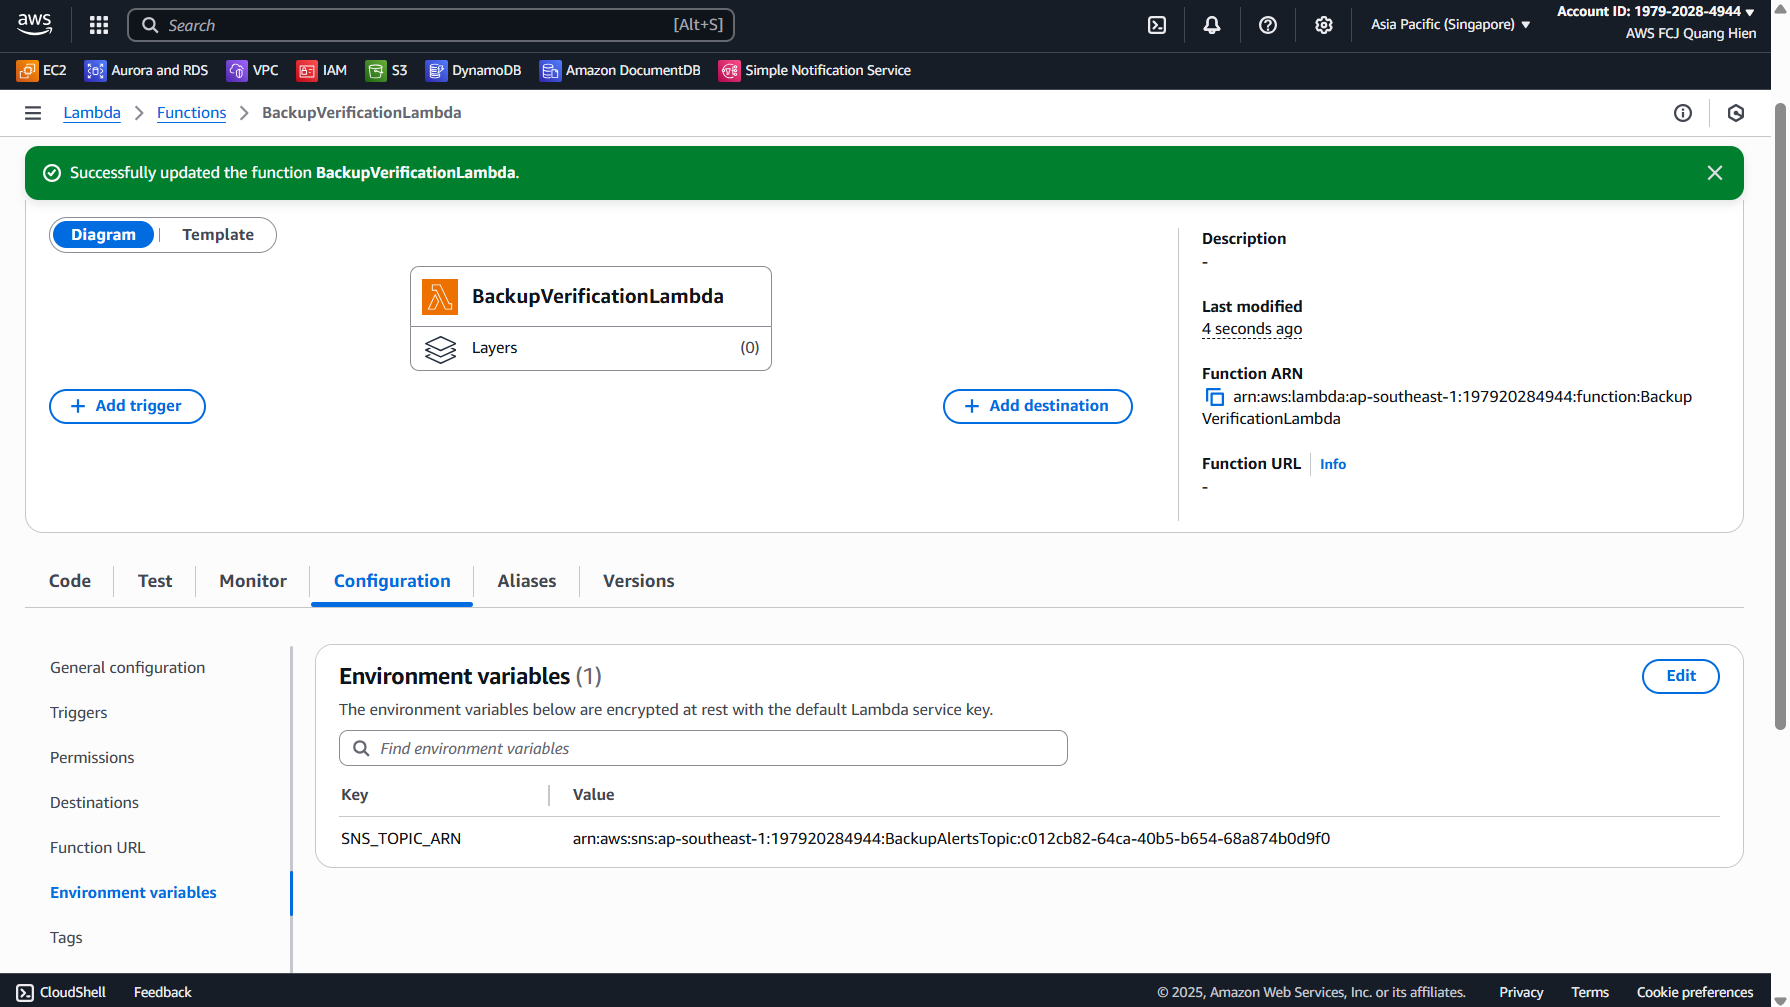 aws
Search
[Alt+S]
Asia Pacific (Singapore)
Account ID: 1979-2028-4944
AWS FCJ Quang Hien
EC2
Aurora and RDS
VPC
IAM
S3
DynamoDB
Amazon DocumentDB
Simple Notification Service
Lambda
Functions
BackupVerificationLambda
Successfully updated the function BackupVerificationLambda.
Diagram
Template
BackupVerificationLambda
Layers
(0)
Add trigger
Add destination
Description
-
Last modified
4 seconds ago
Function ARN
arn:aws:lambda:ap-southeast-1:197920284944:function:Backup
VerificationLambda
Function URL
Info
-
Code
Test
Monitor
Configuration
Aliases
Versions
General configuration
Triggers
Permissions
Destinations
Function URL
Environment variables
Tags
Environment variables (1)
Edit
The environment variables below are encrypted at rest with the default Lambda service key.
Find environment variables
Key
Value
SNS_TOPIC_ARN
arn:aws:sns:ap-southeast-1:197920284944:BackupAlertsTopic:c012cb82-64ca-40b5-b654-68a874b0d9f0
CloudShell
Feedback
© 2025, Amazon Web Services, Inc. or its affiliates.
Privacy
Terms
Cookie preferences